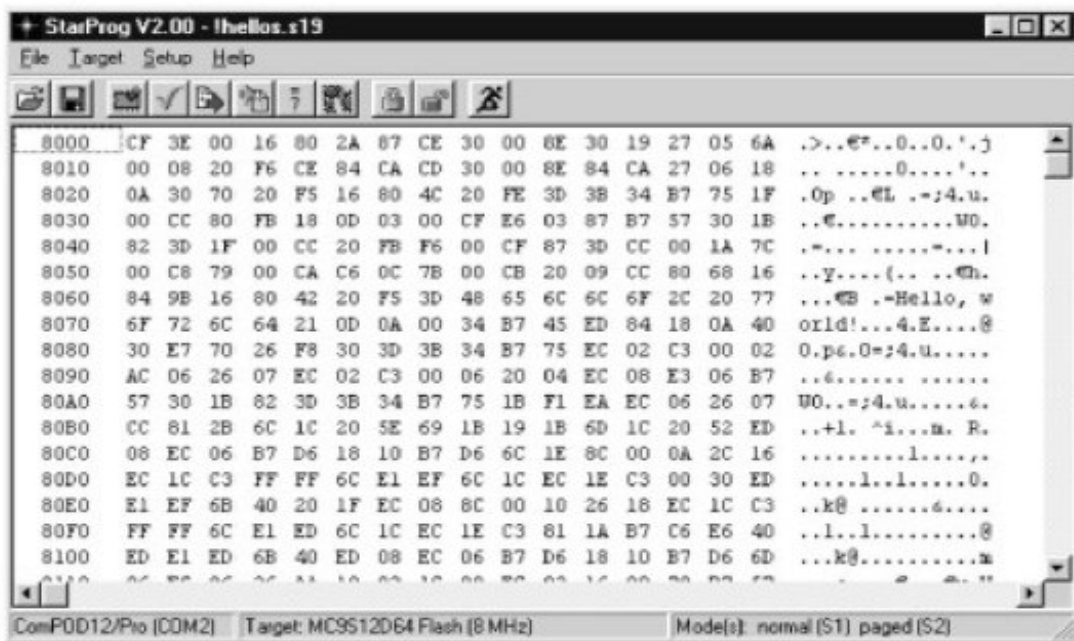 StarProg V2.00 - !hellos.s19
File Target Setup Help
8000 CF 3E 00 16 80 2A 87 CE 30 00 8E 30 19 27 05 6A .>..€*..0..0.'.j
8010 00 08 20 F6 CE 84 CA CD 30 00 8E 84 CA 27 06 18 .. .....0....'..
8020 0A 30 70 20 F5 16 80 4C 20 FE 3D 3B 34 B7 75 1F .0p ..€L .=;4.u.
8030 00 CC 80 FB 18 0D 03 00 CF E6 03 87 B7 57 30 1B ..€..........W0.
8040 82 3D 1F 00 CC 20 FB F6 00 CF 87 3D CC 00 1A 7C .=... .....=...|
8050 00 C8 79 00 CA C6 0C 7B 00 CB 20 09 CC 80 68 16 ..y....{.. ..€h.
8060 84 9B 16 80 42 20 F5 3D 48 65 6C 6C 6F 2C 20 77 ...€B .=Hello, w
8070 6F 72 6C 64 21 0D 0A 00 34 B7 45 ED 84 18 0A 40 orld!...4.E....@
8080 30 E7 70 26 F8 30 3D 3B 34 B7 75 EC 02 C3 00 02 0.p&.0=;4.u.....
8090 AC 06 26 07 EC 02 C3 00 06 20 04 EC 08 E3 06 B7 ..&...... ......
80A0 57 30 1B 82 3D 3B 34 B7 75 1B F1 EA EC 06 26 07 W0..=;4.u.....&.
80B0 CC 81 2B 6C 1C 20 5E 69 1B 19 1B 6D 1C 20 52 ED ..+l. ^i...m. R.
80C0 08 EC 06 B7 D6 18 10 B7 D6 6C 1E 8C 00 0A 2C 16 .........l....,.
80D0 EC 1C C3 FF FF 6C E1 EF 6C 1C EC 1E C3 00 30 ED .....l..l.....0.
80E0 E1 EF 6B 40 20 1F EC 08 8C 00 10 26 18 EC 1C C3 ..k@ ......&....
80F0 FF FF 6C E1 ED 6C 1C EC 1E C3 81 1A B7 C6 E6 40 ..l..l.........@
8100 ED E1 ED 6B 40 ED 08 EC 06 B7 D6 18 10 B7 D6 6D ...k@..........m
ComPOD12/Pro (COM2) Target: MC9S12D64 Flash (8 MHz) Mode(s): normal (S1) paged (S2)